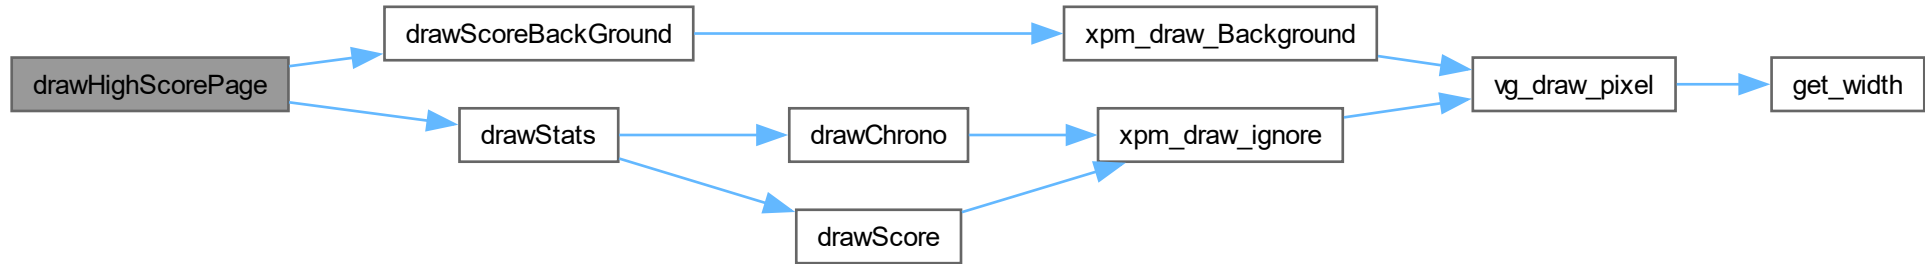 drawHighScorePage
drawScoreBackGround
xpm_draw_Background
drawStats
drawChrono
xpm_draw_ignore
drawScore
vg_draw_pixel
get_width